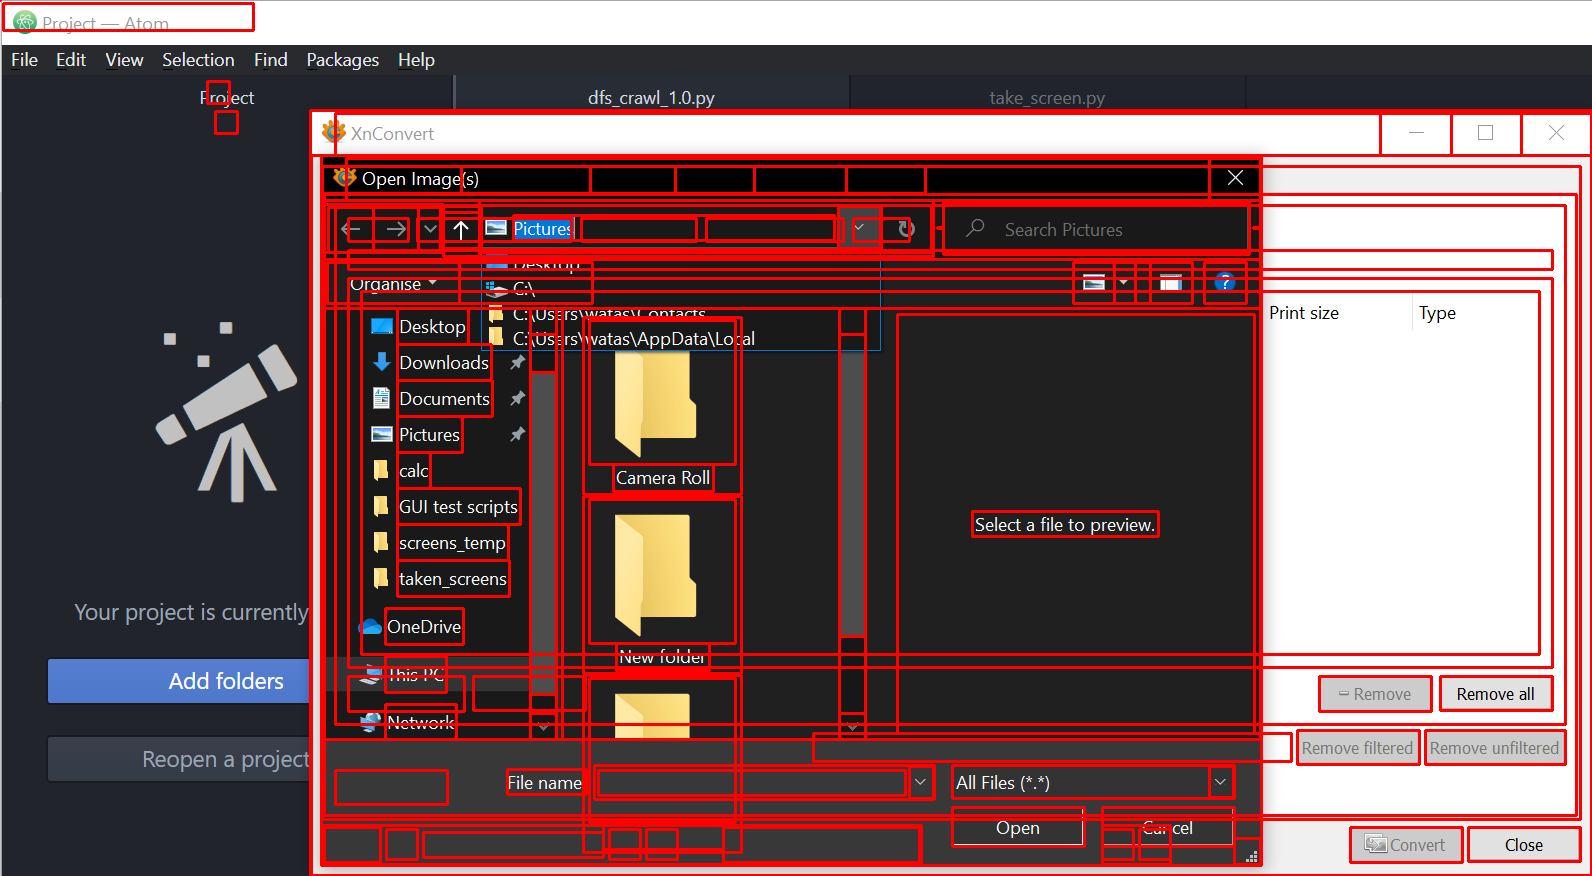 Project — Atom
File Edit View Selection Find Packages Help
Project dfs_crawl_1.0.py take_screen.py
XnConvert
Open Image(s)
Pictures Search Pictures
Desktop
Organise C:\
C:\Users\watas\Contacts
C:\Users\watas\AppData\Local
Print size Type
Desktop
Downloads
Documents
Pictures
calc
GUI test scripts
screens_temp
taken_screens
OneDrive
This PC
Network
Camera Roll
New folder
Select a file to preview.
Your project is currently
Add folders
Reopen a project
Remove Remove all
Remove filtered Remove unfiltered
File name All Files (*.*)
Open Cancel
Convert Close